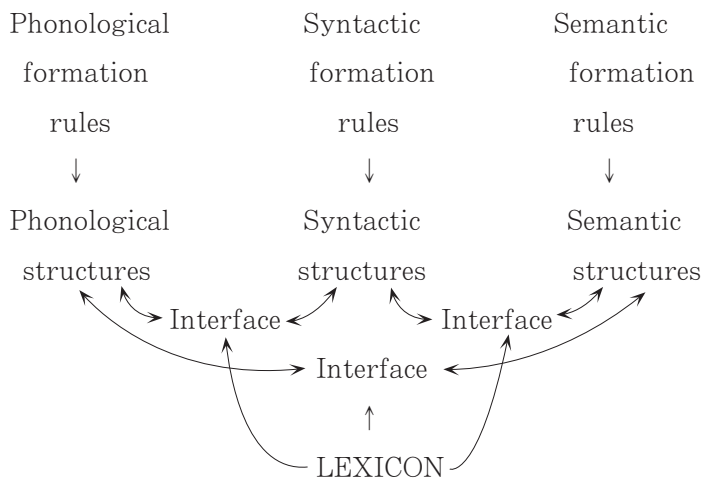 Phonological Syntactic Semantic
formation formation formation
rules rules rules
Phonological Syntactic Semantic
structures structures structures
Interface Interface
Interface
LEXICON